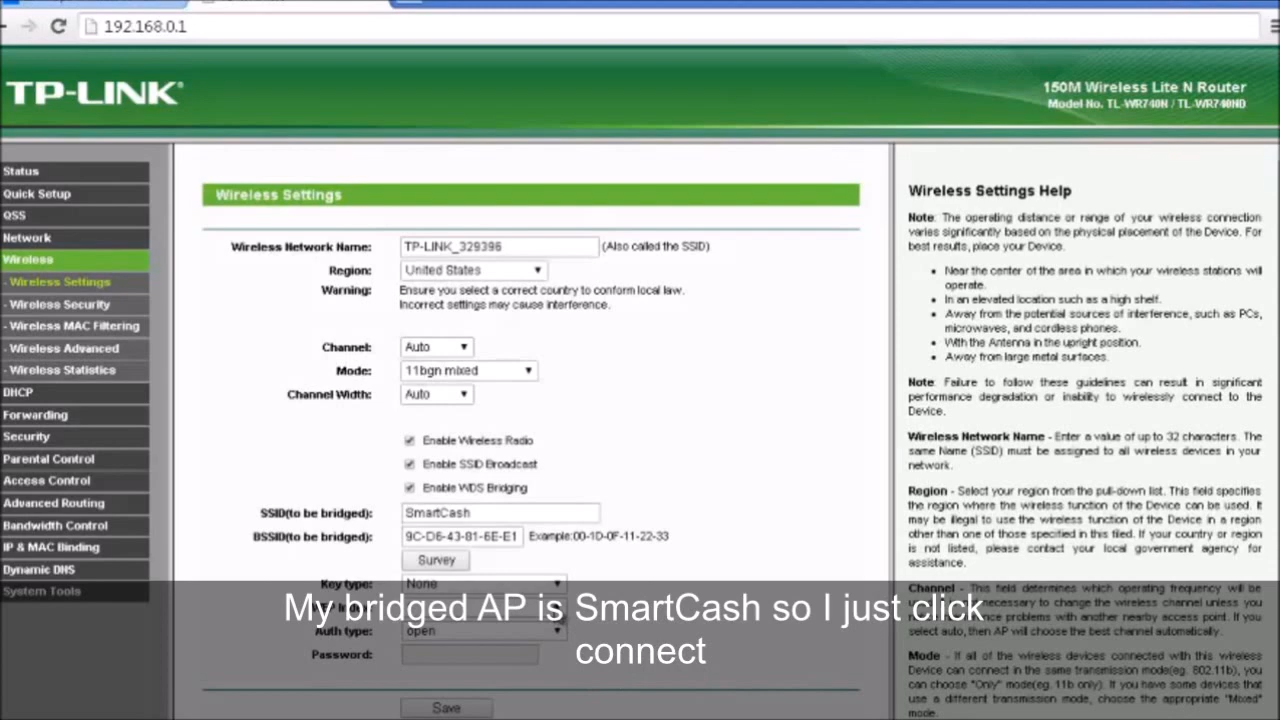 192.168.0.1
TP-LINK®
150M Wireless Lite N Router
Model No. TL-WR740N / TL-WR740ND
Status
Quick Setup
QSS
Network
Wireless
- Wireless Settings
- Wireless Security
- Wireless MAC Filtering
- Wireless Advanced
- Wireless Statistics
DHCP
Forwarding
Security
Parental Control
Access Control
Advanced Routing
Bandwidth Control
IP & MAC Binding
Dynamic DNS
System Tools
Wireless Settings
Wireless Network Name: TP-LINK_329396 (Also called the SSID)
Region: United States
Warning: Ensure you select a correct country to conform local law.
Incorrect settings may cause interference.
Channel: Auto
Mode: 11bgn mixed
Channel Width: Auto
Enable Wireless Radio
Enable SSID Broadcast
Enable WDS Bridging
SSID(to be bridged): SmartCash
BSSID(to be bridged): 9C-D6-43-81-6E-E1 Example:00-1D-0F-11-22-33
Survey
Key type: None
Auth type: open
Password:
Save
Wireless Settings Help
Note: The operating distance or range of your wireless connection
varies significantly based on the physical placement of the Device. For
best results, place your Device.
Near the center of the area in which your wireless stations will
operate.
In an elevated location such as a high shelf.
Away from the potential sources of interference, such as PCs,
microwaves, and cordless phones.
With the Antenna in the upright position.
Away from large metal surfaces.
Note: Failure to follow these guidelines can result in significant
performance degradation or inability to wirelessly connect to the
Device.
Wireless Network Name - Enter a value of up to 32 characters. The
same Name (SSID) must be assigned to all wireless devices in your
network.
Region - Select your region from the pull-down list. This field specifies
the region where the wireless function of the Device can be used. It
may be illegal to use the wireless function of the Device in a region
other than one of those specified in this filed. If your country or region
is not listed, please contact your local government agency for
assistance.
Channel - This field determines which operating frequency will be
necessary to change the wireless channel unless you
problems with another nearby access point. If you
select auto, then AP will choose the best channel automatically.
Mode - If all of the wireless devices connected with this wireless
Device can connect in the same transmission mode(eg. 802.11b), you
can choose "Only" mode(eg. 11b only). If you have some devices that
use a different transmission mode, choose the appropriate "Mixed"
mode.
My bridged AP is SmartCash so I just click
connect